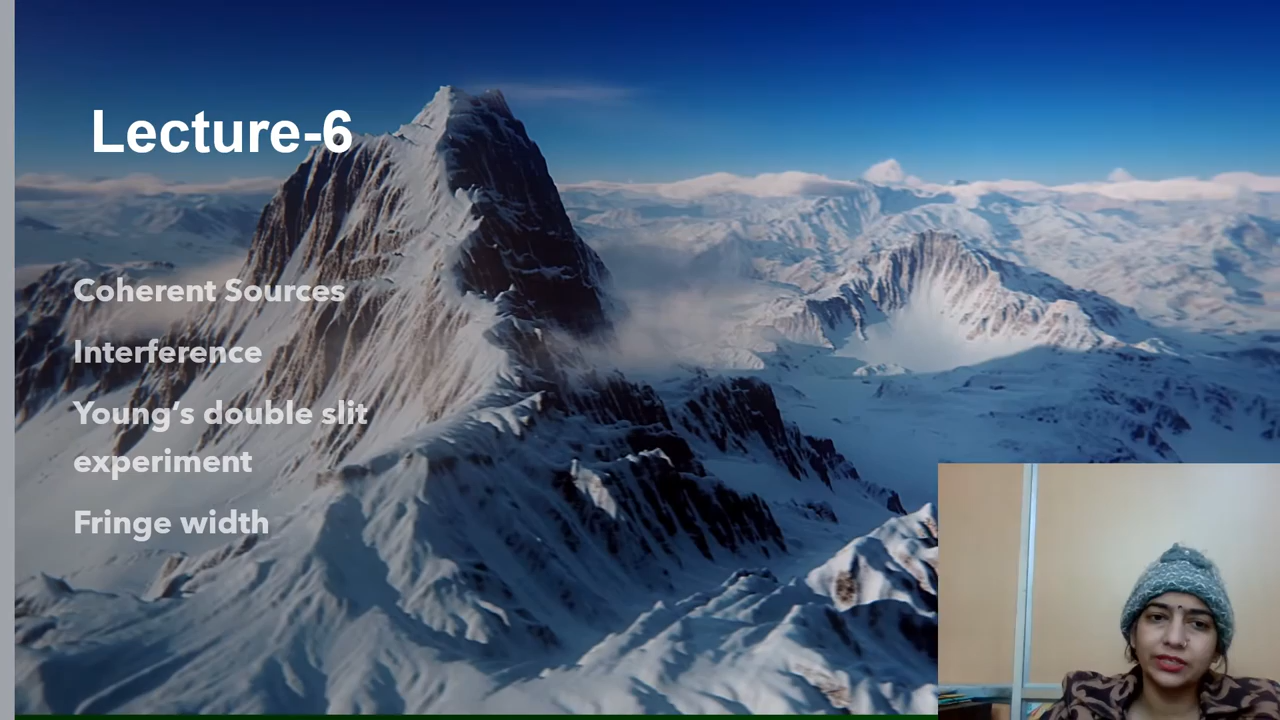 Lecture-6
Coherent Sources
Interference
Young’s double slit
experiment
Fringe width